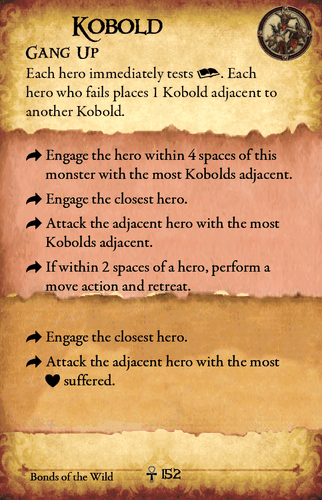 Kobold
Gang Up
Each hero immediately tests . Each
hero who fails places 1 Kobold adjacent to
another Kobold.
Engage the hero within 4 spaces of this
monster with the most Kobolds adjacent.
Engage the closest hero.
Attack the adjacent hero with the most
Kobolds adjacent.
If within 2 spaces of a hero, perform a
move action and retreat.
Engage the closest hero.
Attack the adjacent hero with the most
♥ suffered.
Bonds of the Wild ☥ 152